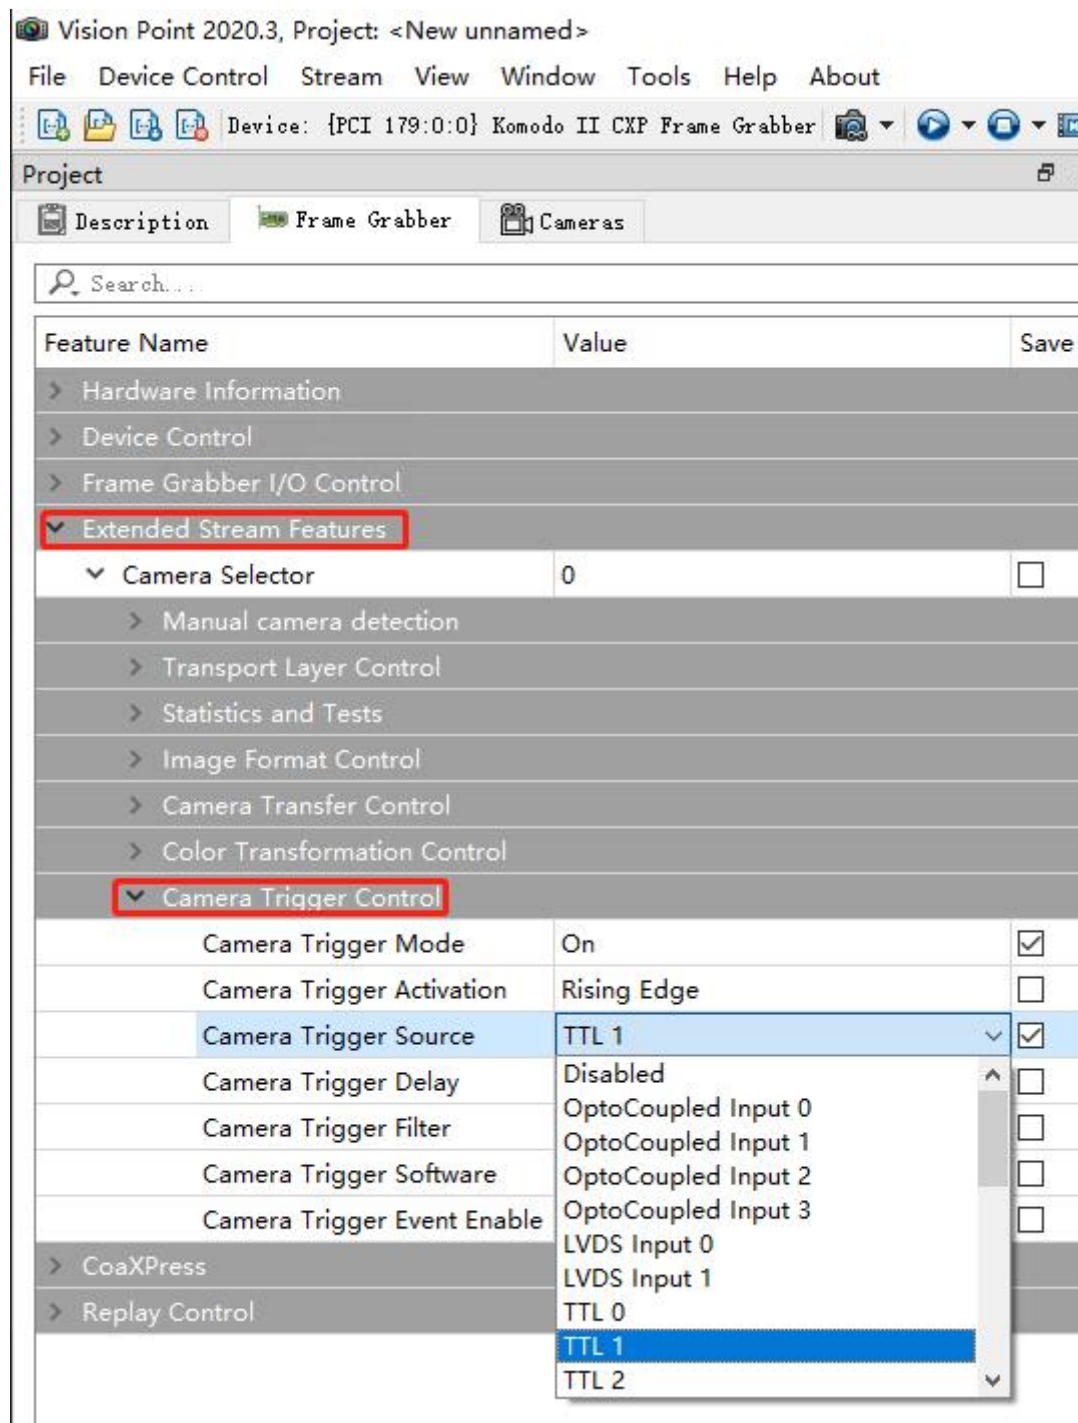 Vision Point 2020.3, Project: <New unnamed>
File Device Control Stream View Window Tools Help About
Device: {PCI 179:0:0} Komodo II CXP Frame Grabber
Project
Description Frame Grabber Cameras
Search....
Feature Name Value Save
Hardware Information
Device Control
Frame Grabber I/O Control
Extended Stream Features
Camera Selector 0
Manual camera detection
Transport Layer Control
Statistics and Tests
Image Format Control
Camera Transfer Control
Color Transformation Control
Camera Trigger Control
Camera Trigger Mode On
Camera Trigger Activation Rising Edge
Camera Trigger Source TTL 1
Camera Trigger Delay
Camera Trigger Filter
Camera Trigger Software
Camera Trigger Event Enable
CoaXPress
Replay Control
Disabled
OptoCoupled Input 0
OptoCoupled Input 1
OptoCoupled Input 2
OptoCoupled Input 3
LVDS Input 0
LVDS Input 1
TTL 0
TTL 1
TTL 2